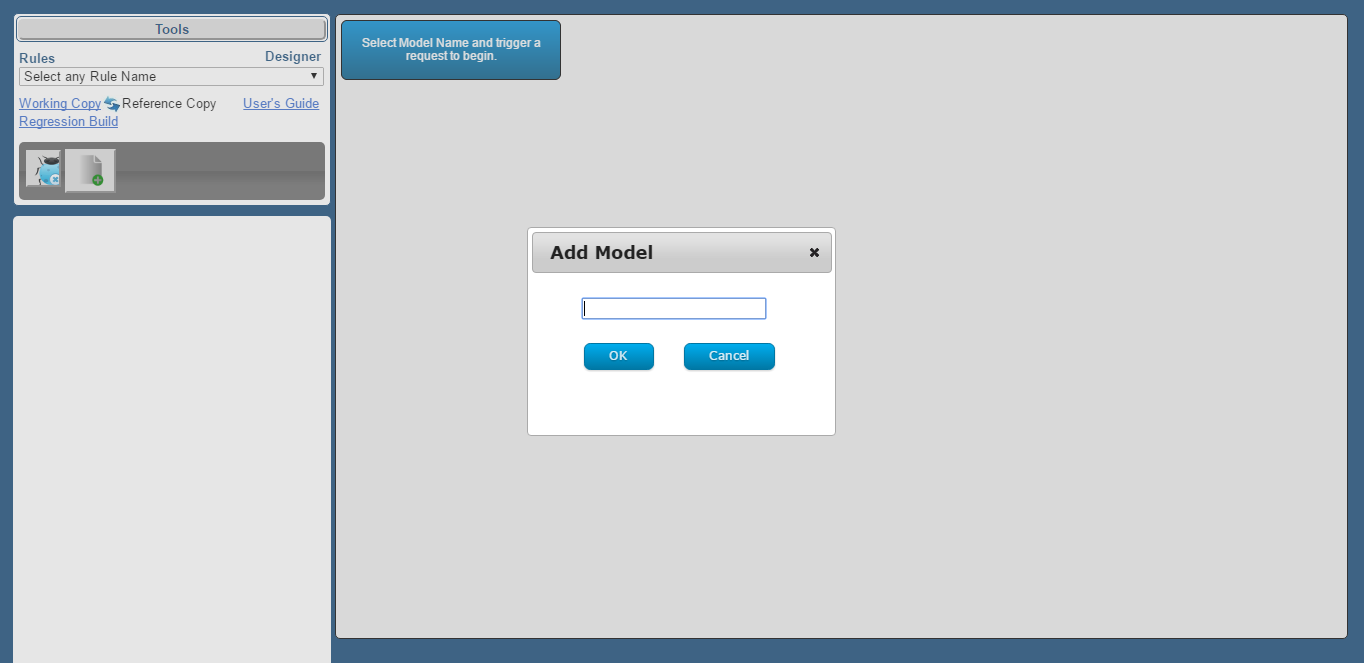 Tools
Rules
Designer
Select any Rule Name
Working Copy Reference Copy
User's Guide
Regression Build
Select Model Name and trigger a
request to begin.
Add Model
OK
Cancel